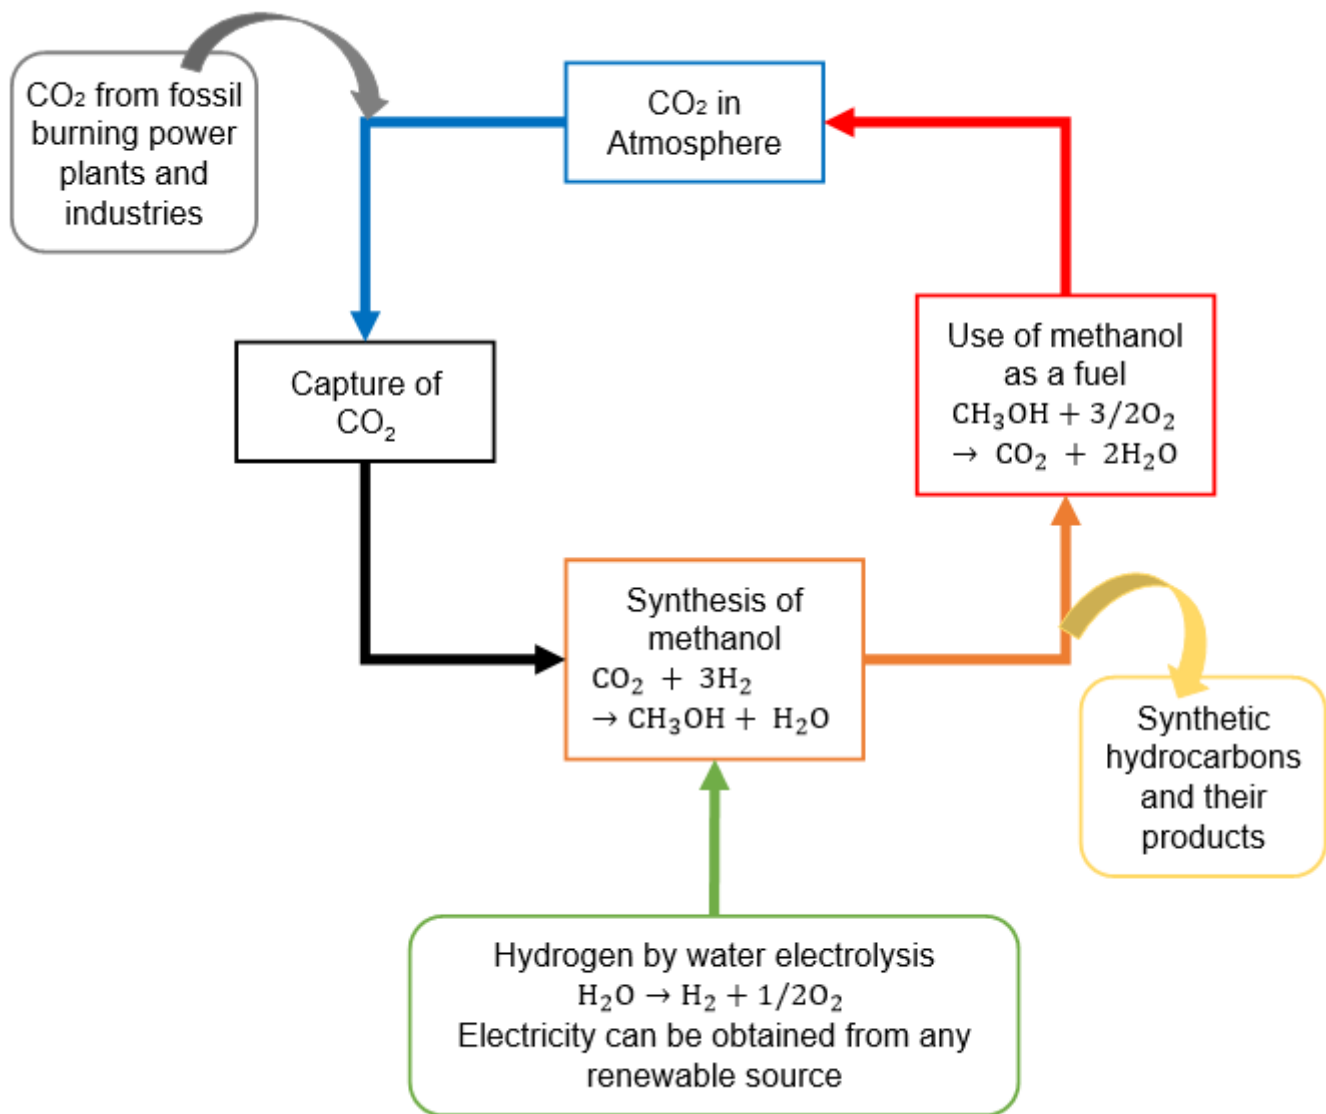 CO₂ from fossil
burning power
plants and
industries
CO₂ in
Atmosphere
Capture of
CO₂
Use of methanol
as a fuel
CH₃OH + 3/2O₂
→ CO₂ + 2H₂O
Synthesis of
methanol
CO₂ + 3H₂
→ CH₃OH + H₂O
Synthetic
hydrocarbons
and their
products
Hydrogen by water electrolysis
H₂O → H₂ + 1/2O₂
Electricity can be obtained from any
renewable source